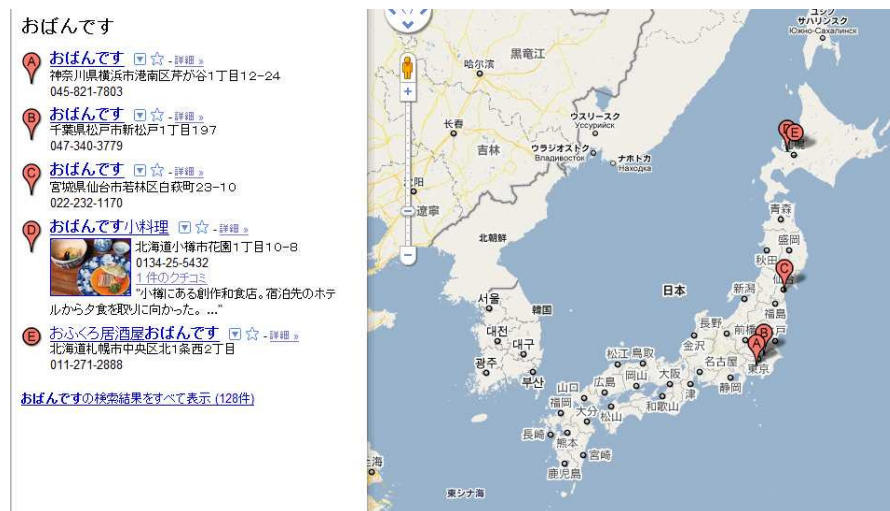 おばんです
A おばんです - 詳細 »
神奈川県横浜市港南区芹が谷1丁目12-24
045-821-7803
B おばんです - 詳細 »
千葉県松戸市新松戸1丁目197
047-340-3779
C おばんです - 詳細 »
宮城県仙台市若林区白萩町23-10
022-232-1170
D おばんです小料理 - 詳細 »
北海道小樽市花園1丁目10-8
0134-25-5432
1 件のクチコミ
"小樽にある創作和食店。宿泊先のホテ
ルから夕食を取りに向かった。 ..."
E おふくろ居酒屋おばんです - 詳細 »
北海道札幌市中央区北1条西2丁目
011-271-2888
おばんですの検索結果をすべて表示 (128件)
ユジノ
サハリンスク
Южно-Сахалинск
黒竜江
哈尔滨
ウスリースク
Уссурийск
长春
吉林
ウラジオストク
Владивосток
ナホトカ
Находка
E
遼寧
青森
北朝鮮
盛岡
秋田
C
仙台
日本
新潟
서울
韓国
福島
대전
長野
前橋
B
A
대구
金沢
東京
광주
松江
鳥取
名古屋
부산
岡山
大阪
静岡
山口
広島
津
福岡
大分
松山
和歌山
長崎
熊本
宮崎
鹿児島
上海
東シナ海